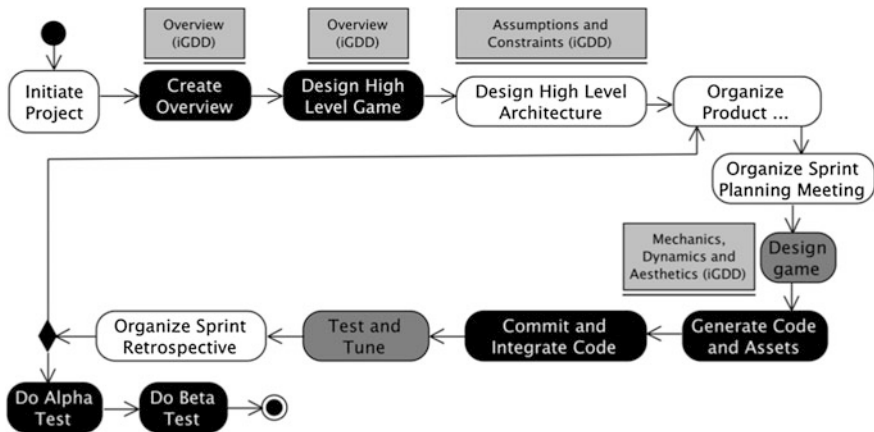 Overview
(iGDD)
Overview
(iGDD)
Assumptions and
Constraints (iGDD)
Initiate
Project
Create
Overview
Design High
Level Game
Design High Level
Architecture
Organize
Product ...
Organize Sprint
Planning Meeting
Mechanics,
Dynamics and
Aesthetics (iGDD)
Design
game
Organize Sprint
Retrospective
Test and
Tune
Commit and
Integrate Code
Generate Code
and Assets
Do Alpha
Test
Do Beta
Test